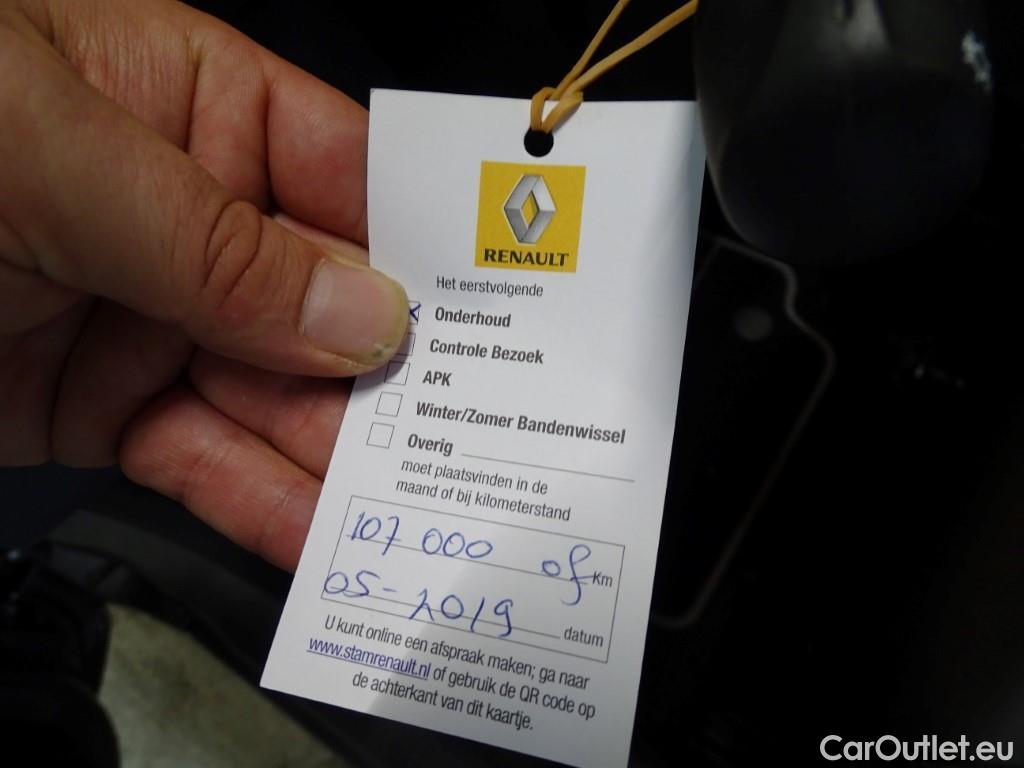 RENAULT
Het eerstvolgende
Onderhoud
Controle Bezoek
APK
Winter/Zomer Bandenwissel
Overig
moet plaatsvinden in de
maand of bij kilometerstand
107 000 of Km
05-2019 datum
U kunt online een afspraak maken; ga naar
www.stamrenault.nl of gebruik de QR code op
de achterkant van dit kaartje.
CarOutlet.eu